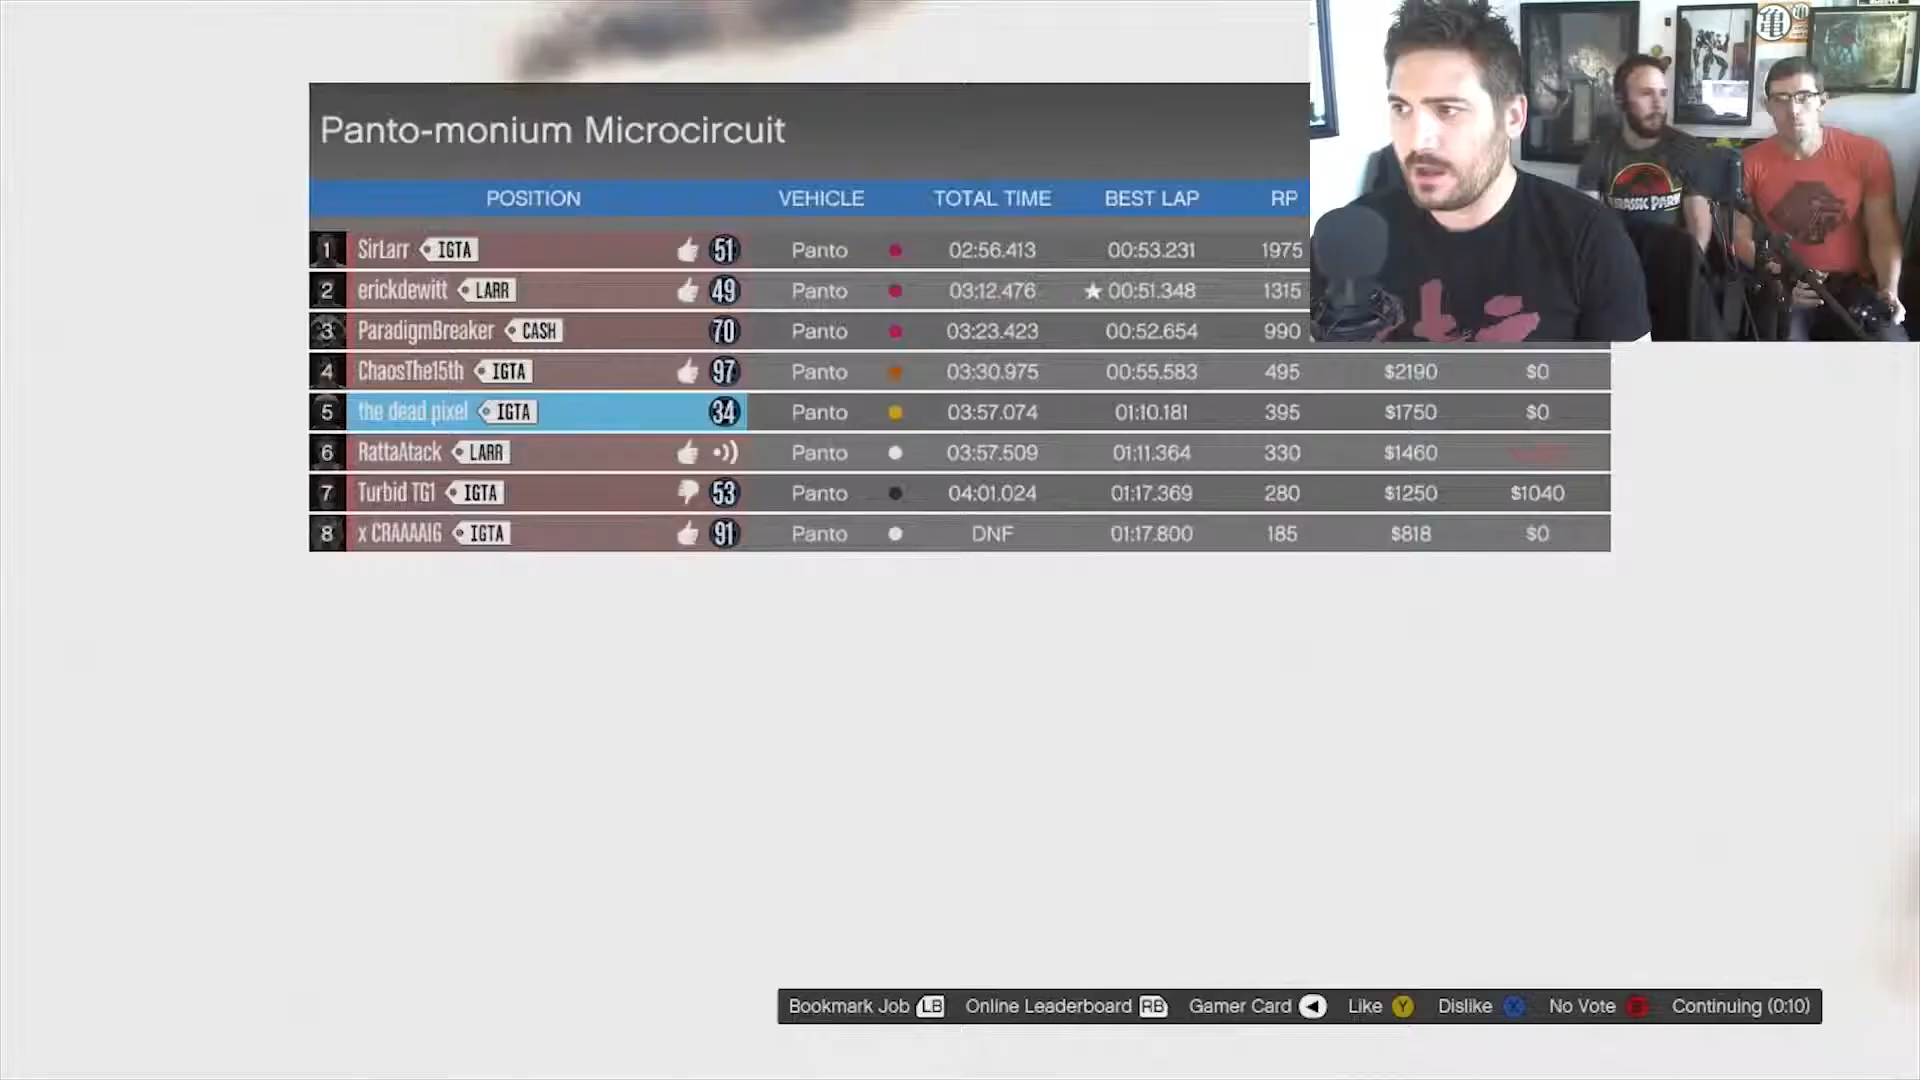 Panto-monium Microcircuit
POSITION VEHICLE TOTAL TIME BEST LAP RP
1 SirLarr IGTA 51 Panto 02:56.413 00:53.231 1975
2 erickdewitt LARR 49 Panto 03:12.476 00:51.348 1315
3 ParadigmBreaker CASH 70 Panto 03:23.423 00:52.654 990
4 ChaosThe15th IGTA 97 Panto 03:30.975 00:55.583 495 $2190 $0
5 the dead pixel IGTA 34 Panto 03:57.074 01:10.181 395 $1750 $0
6 RattaAtack LARR Panto 03:57.509 01:11.364 330 $1460
7 Turbid TG1 IGTA 53 Panto 04:01.024 01:17.369 280 $1250 $1040
8 x CRAAAAIG IGTA 91 Panto DNF 01:17.800 185 $818 $0
JURASSIC PARK
亀
Bookmark Job LB Online Leaderboard RB Gamer Card Like Y Dislike X No Vote B Continuing (0:10)